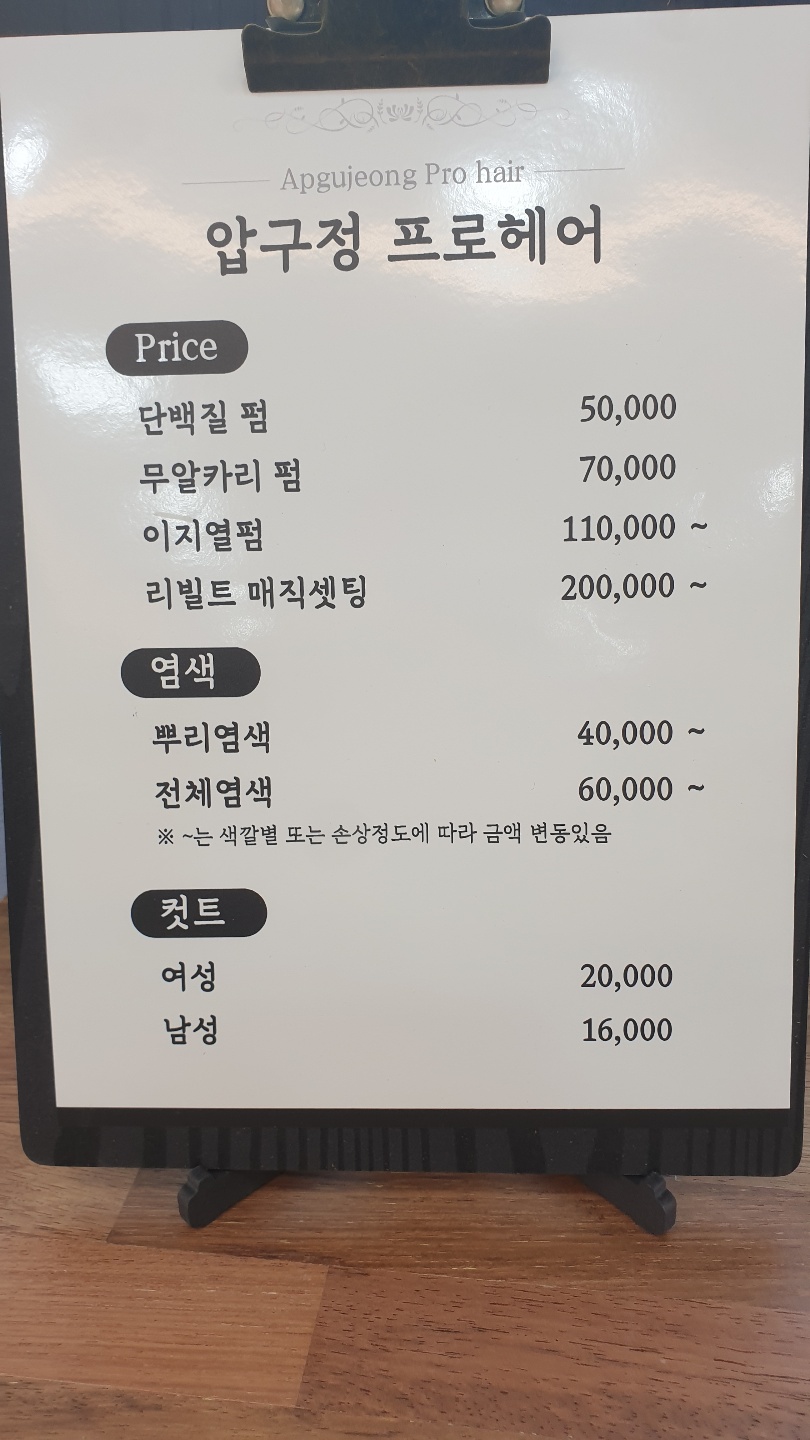 Apgujeong Pro hair
압구정 프로헤어
Price
단백질 펌 50,000
무알카리 펌 70,000
이지열펌 110,000 ~
리빌트 매직셋팅 200,000 ~
염색
뿌리염색 40,000 ~
전체염색 60,000 ~
※ ~는 색깔별 또는 손상정도에 따라 금액 변동있음
컷트
여성 20,000
남성 16,000